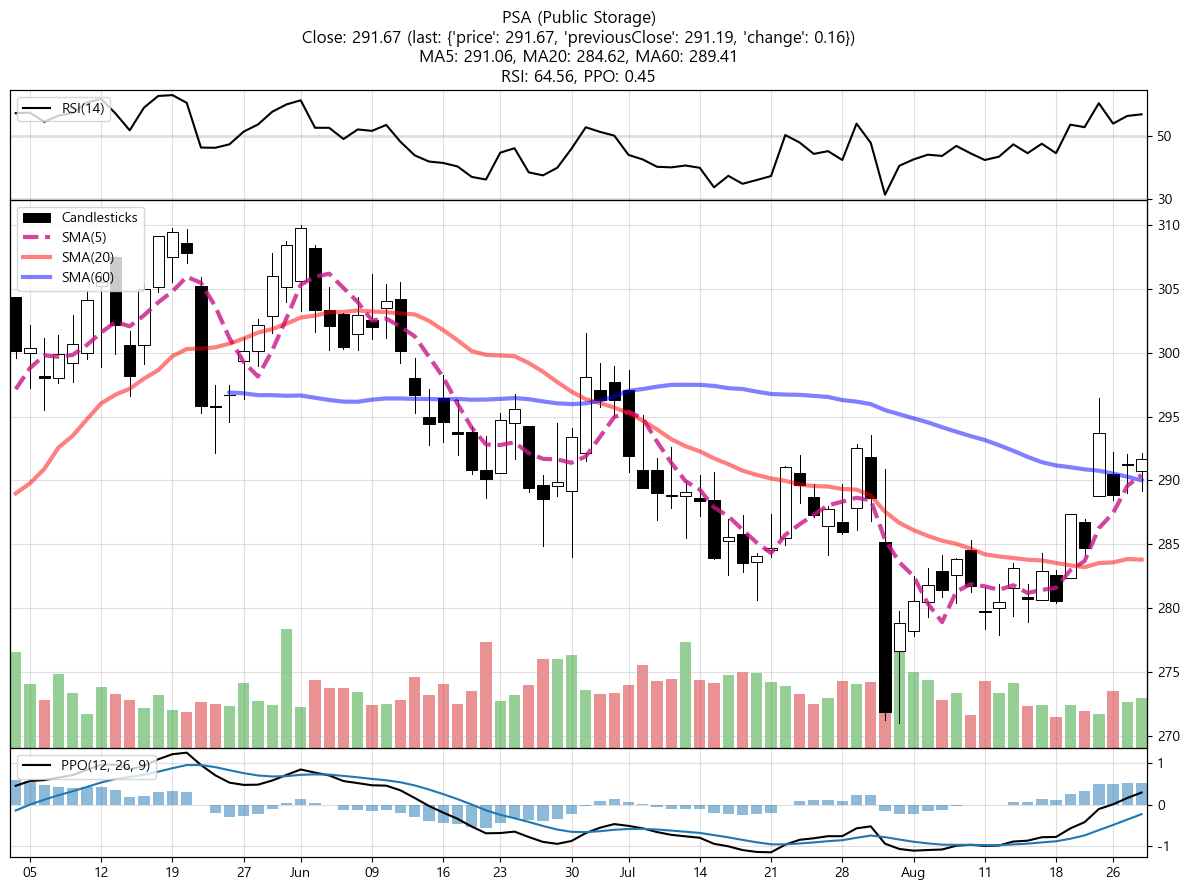 PSA (Public Storage)
Close: 291.67 (last: {'price': 291.67, 'previousClose': 291.19, 'change': 0.16})
MA5: 291.06, MA20: 284.62, MA60: 289.41
RSI: 64.56, PPO: 0.45
RSI(14)
50
30
Candlesticks
SMA(5)
SMA(20)
SMA(60)
310
305
300
295
290
285
280
275
270
PPO(12, 26, 9)
1
0
-1
05 12 19 27 Jun 09 16 23 30 Jul 07 14 21 28 Aug 11 18 26